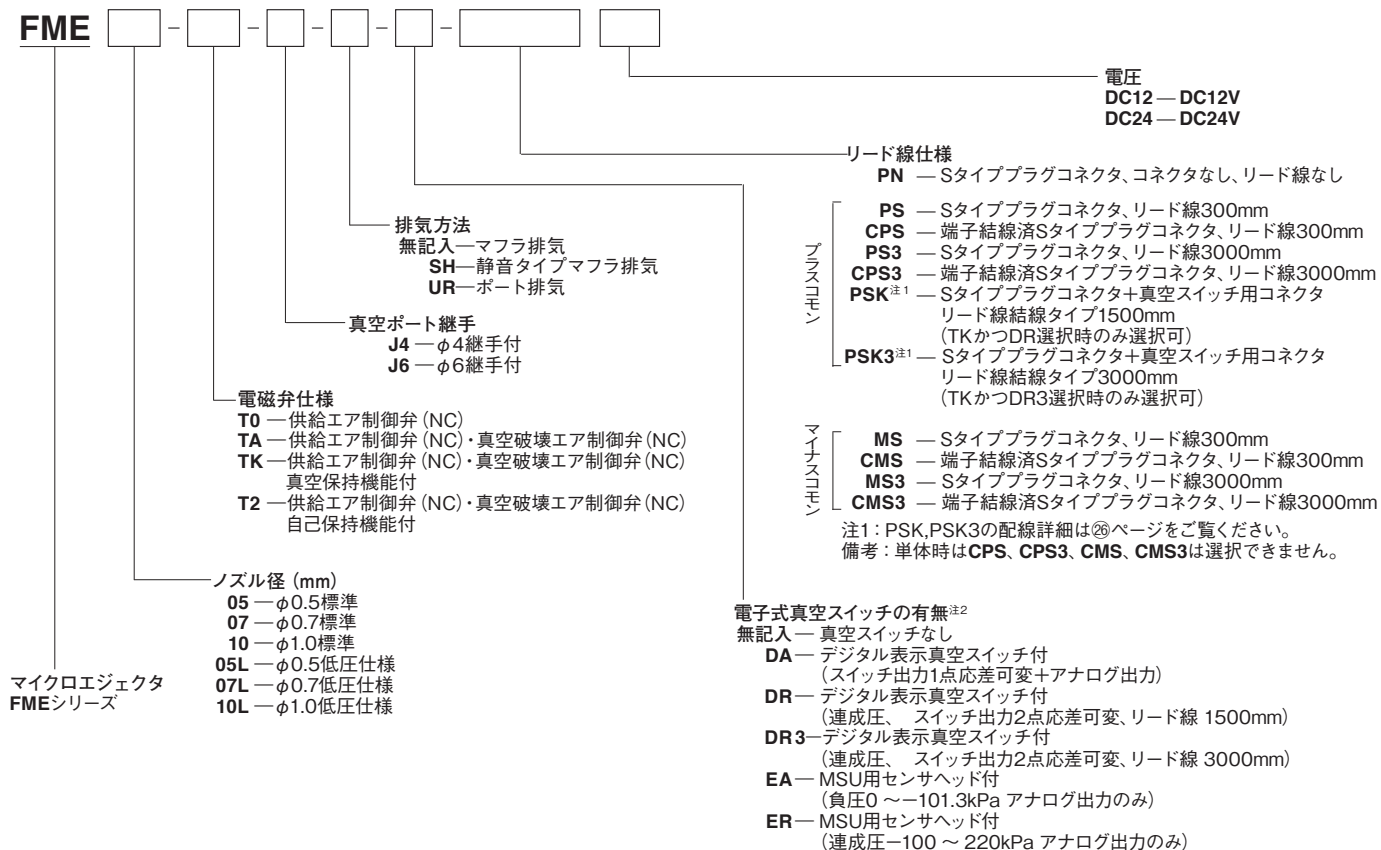 FME - - - - -
電圧
DC12 — DC12V
DC24 — DC24V
リード線仕様
PN — Sタイププラグコネクタ、コネクタなし、リード線なし
プラスコモン
PS — Sタイププラグコネクタ、リード線300mm
CPS — 端子結線済Sタイププラグコネクタ、リード線300mm
PS3 — Sタイププラグコネクタ、リード線3000mm
CPS3 — 端子結線済Sタイププラグコネクタ、リード線3000mm
PSK注1 — Sタイププラグコネクタ+真空スイッチ用コネクタ
リード線結線タイプ1500mm
(TKかつDR選択時のみ選択可)
PSK3注1 — Sタイププラグコネクタ+真空スイッチ用コネクタ
リード線結線タイプ3000mm
(TKかつDR3選択時のみ選択可)
マイナスコモン
MS — Sタイププラグコネクタ、リード線300mm
CMS — 端子結線済Sタイププラグコネクタ、リード線300mm
MS3 — Sタイププラグコネクタ、リード線3000mm
CMS3 — 端子結線済Sタイププラグコネクタ、リード線3000mm
注1:PSK,PSK3の配線詳細は㉖ページをご覧ください。
備考:単体時はCPS、CPS3、CMS、CMS3は選択できません。
電子式真空スイッチの有無注2
無記入— 真空スイッチなし
DA— デジタル表示真空スイッチ付
(スイッチ出力1点応差可変+アナログ出力)
DR— デジタル表示真空スイッチ付
(連成圧、 スイッチ出力2点応差可変、リード線 1500mm)
DR3—デジタル表示真空スイッチ付
(連成圧、 スイッチ出力2点応差可変、リード線 3000mm)
EA— MSU用センサヘッド付
(負圧0 ~−101.3kPa アナログ出力のみ)
ER— MSU用センサヘッド付
(連成圧−100 ~ 220kPa アナログ出力のみ)
排気方法
無記入—マフラ排気
SH—静音タイプマフラ排気
UR—ポート排気
真空ポート継手
J4 —φ4継手付
J6 —φ6継手付
電磁弁仕様
T0 —供給エア制御弁(NC)
TA —供給エア制御弁(NC)・真空破壊エア制御弁(NC)
TK —供給エア制御弁(NC)・真空破壊エア制御弁(NC)
真空保持機能付
T2 —供給エア制御弁(NC)・真空破壊エア制御弁(NC)
自己保持機能付
ノズル径(mm)
05 —φ0.5標準
07 —φ0.7標準
10 —φ1.0標準
05L —φ0.5低圧仕様
07L —φ0.7低圧仕様
10L —φ1.0低圧仕様
マイクロエジェクタ
FMEシリーズ